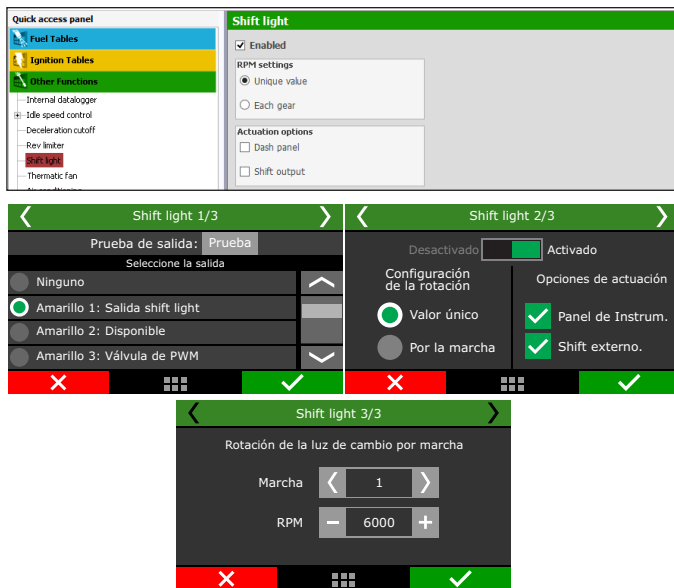 Quick access panel
Fuel Tables
Ignition Tables
Other Functions
Internal datalogger
Idle speed control
Deceleration cutoff
Rev limiter
Shift light
Thermatic fan
Shift light
Enabled
RPM settings
Unique value
Each gear
Actuation options
Dash panel
Shift output
Shift light 1/3
Prueba de salida: Prueba
Seleccione la salida
Ninguno
Amarillo 1: Salida shift light
Amarillo 2: Disponible
Amarillo 3: Válvula de PWM
Shift light 2/3
Desactivado Activado
Configuración
de la rotación
Valor único
Por la marcha
Opciones de actuación
Panel de Instrum.
Shift externo.
Shift light 3/3
Rotación de la luz de cambio por marcha
Marcha 1
RPM 6000